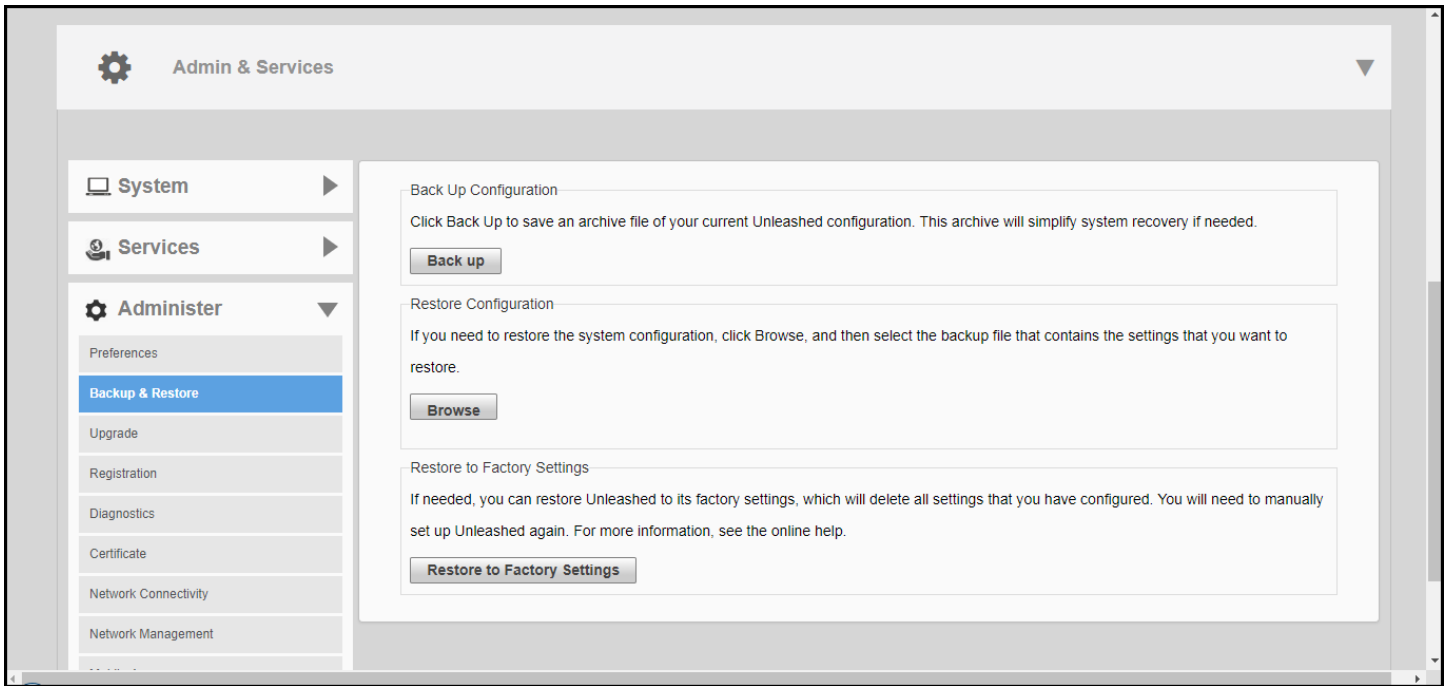 Admin & Services
System
Services
Administer
Preferences
Backup & Restore
Upgrade
Registration
Diagnostics
Certificate
Network Connectivity
Network Management
Back Up Configuration
Click Back Up to save an archive file of your current Unleashed configuration. This archive will simplify system recovery if needed.
Back up
Restore Configuration
If you need to restore the system configuration, click Browse, and then select the backup file that contains the settings that you want to
restore.
Browse
Restore to Factory Settings
If needed, you can restore Unleashed to its factory settings, which will delete all settings that you have configured. You will need to manually
set up Unleashed again. For more information, see the online help.
Restore to Factory Settings